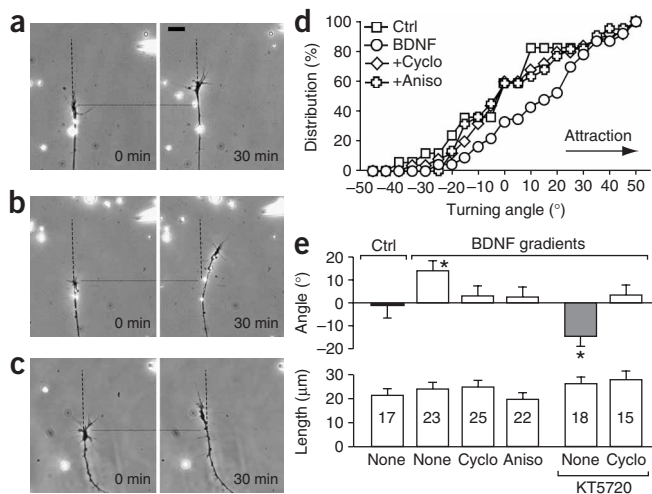 a
0 min
30 min
b
0 min
30 min
c
0 min
30 min
d
100
80
60
40
20
0
Distribution (%)
Ctrl
BDNF
+Cyclo
+Aniso
Attraction
–50 –40 –30 –20 –10 0 10 20 30 40 50
Turning angle (°)
e
Ctrl
BDNF gradients
20
10
0
–10
–20
Angle (°)
*
*
40
20
0
Length (μm)
17 23 25 22 18 15
None None Cyclo Aniso None Cyclo
KT5720